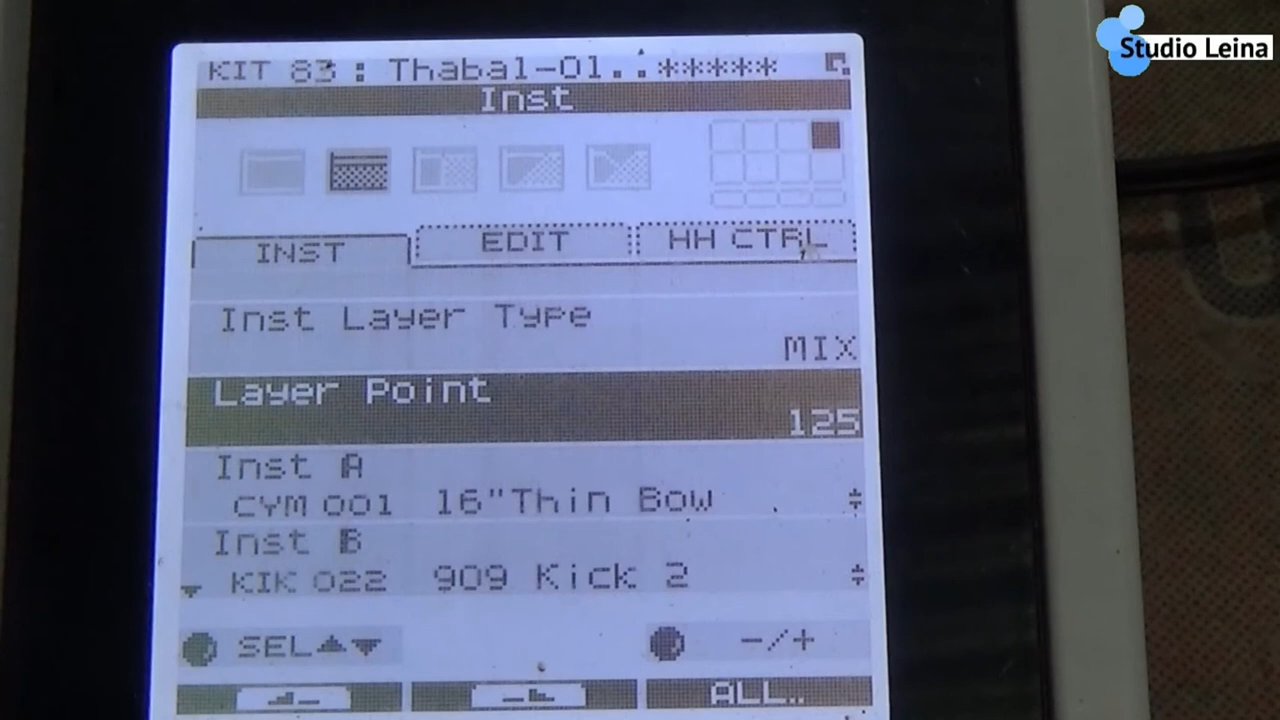 Studio Leina
KIT 83 : Thabal-01..*****
Inst
INST EDIT HH CTRL
Inst Layer Type
MIX
Layer Point
125
Inst A
CYM 001 16"Thin Bow
Inst B
KIK 022 909 Kick 2
SEL -/+
ALL..